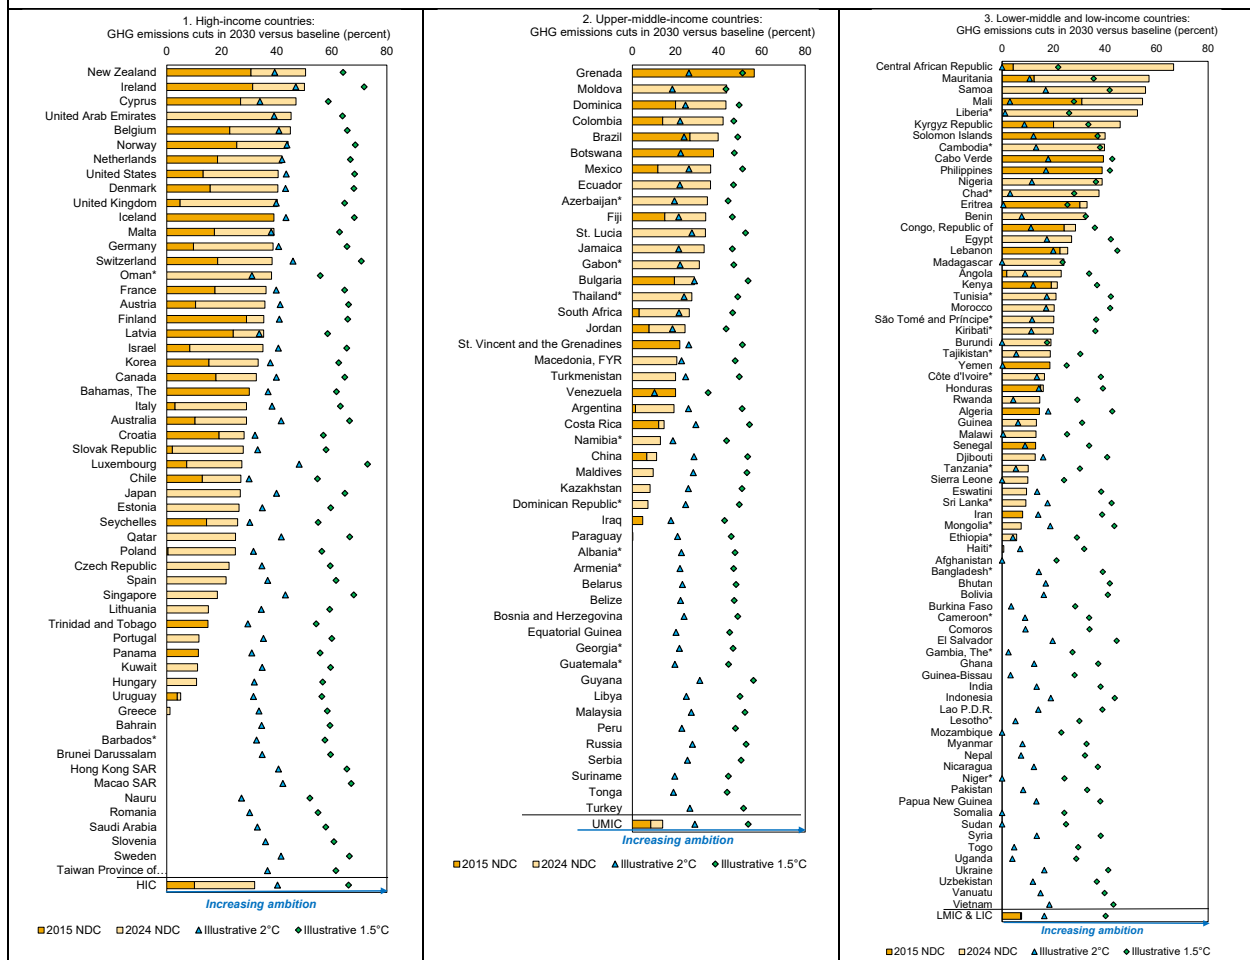 1. High-income countries:
GHG emissions cuts in 2030 versus baseline (percent)
0 20 40 60 80
New Zealand
Ireland
Cyprus
United Arab Emirates
Belgium
Norway
Netherlands
United States
Denmark
United Kingdom
Iceland
Malta
Germany
Switzerland
Oman*
France
Austria
Finland
Latvia
Israel
Korea
Canada
Bahamas, The
Italy
Australia
Croatia
Slovak Republic
Luxembourg
Chile
Japan
Estonia
Seychelles
Qatar
Poland
Czech Republic
Spain
Singapore
Lithuania
Trinidad and Tobago
Portugal
Panama
Kuwait
Hungary
Uruguay
Greece
Bahrain
Barbados*
Brunei Darussalam
Hong Kong SAR
Macao SAR
Nauru
Romania
Saudi Arabia
Slovenia
Sweden
Taiwan Province of...
HIC
Increasing ambition
2015 NDC 2024 NDC Illustrative 2°C Illustrative 1.5°C
2. Upper-middle-income countries:
GHG emissions cuts in 2030 versus baseline (percent)
0 20 40 60 80
Grenada
Moldova
Dominica
Colombia
Brazil
Botswana
Mexico
Ecuador
Azerbaijan*
Fiji
St. Lucia
Jamaica
Gabon*
Bulgaria
Thailand*
South Africa
Jordan
St. Vincent and the Grenadines
Macedonia, FYR
Turkmenistan
Venezuela
Argentina
Costa Rica
Namibia*
China
Maldives
Kazakhstan
Dominican Republic*
Iraq
Paraguay
Albania*
Armenia*
Belarus
Belize
Bosnia and Herzegovina
Equatorial Guinea
Georgia*
Guatemala*
Guyana
Libya
Malaysia
Peru
Russia
Serbia
Suriname
Tonga
Turkey
UMIC
Increasing ambition
2015 NDC 2024 NDC Illustrative 2°C Illustrative 1.5°C
3. Lower-middle and low-income countries:
GHG emissions cuts in 2030 versus baseline (percent)
0 20 40 60 80
Central African Republic
Mauritania
Samoa
Mali
Liberia*
Kyrgyz Republic
Solomon Islands
Cambodia*
Cabo Verde
Philippines
Nigeria
Chad*
Eritrea
Benin
Congo, Republic of
Egypt
Lebanon
Madagascar
Angola
Kenya
Tunisia*
Morocco
São Tomé and Príncipe*
Kiribati*
Burundi
Tajikistan*
Yemen
Côte d'Ivoire*
Honduras
Rwanda
Algeria
Guinea
Malawi
Senegal
Djibouti
Tanzania*
Sierra Leone
Eswatini
Sri Lanka*
Iran
Mongolia*
Ethiopia*
Haiti*
Afghanistan
Bangladesh*
Bhutan
Bolivia
Burkina Faso
Cameroon*
Comoros
El Salvador
Gambia, The*
Ghana
Guinea-Bissau
India
Indonesia
Lao P.D.R.
Lesotho*
Mozambique
Myanmar
Nepal
Nicaragua
Niger*
Pakistan
Papua New Guinea
Somalia
Sudan
Syria
Togo
Uganda
Ukraine
Uzbekistan
Vanuatu
Vietnam
LMIC & LIC
Increasing ambition
2015 NDC 2024 NDC Illustrative 2°C Illustrative 1.5°C